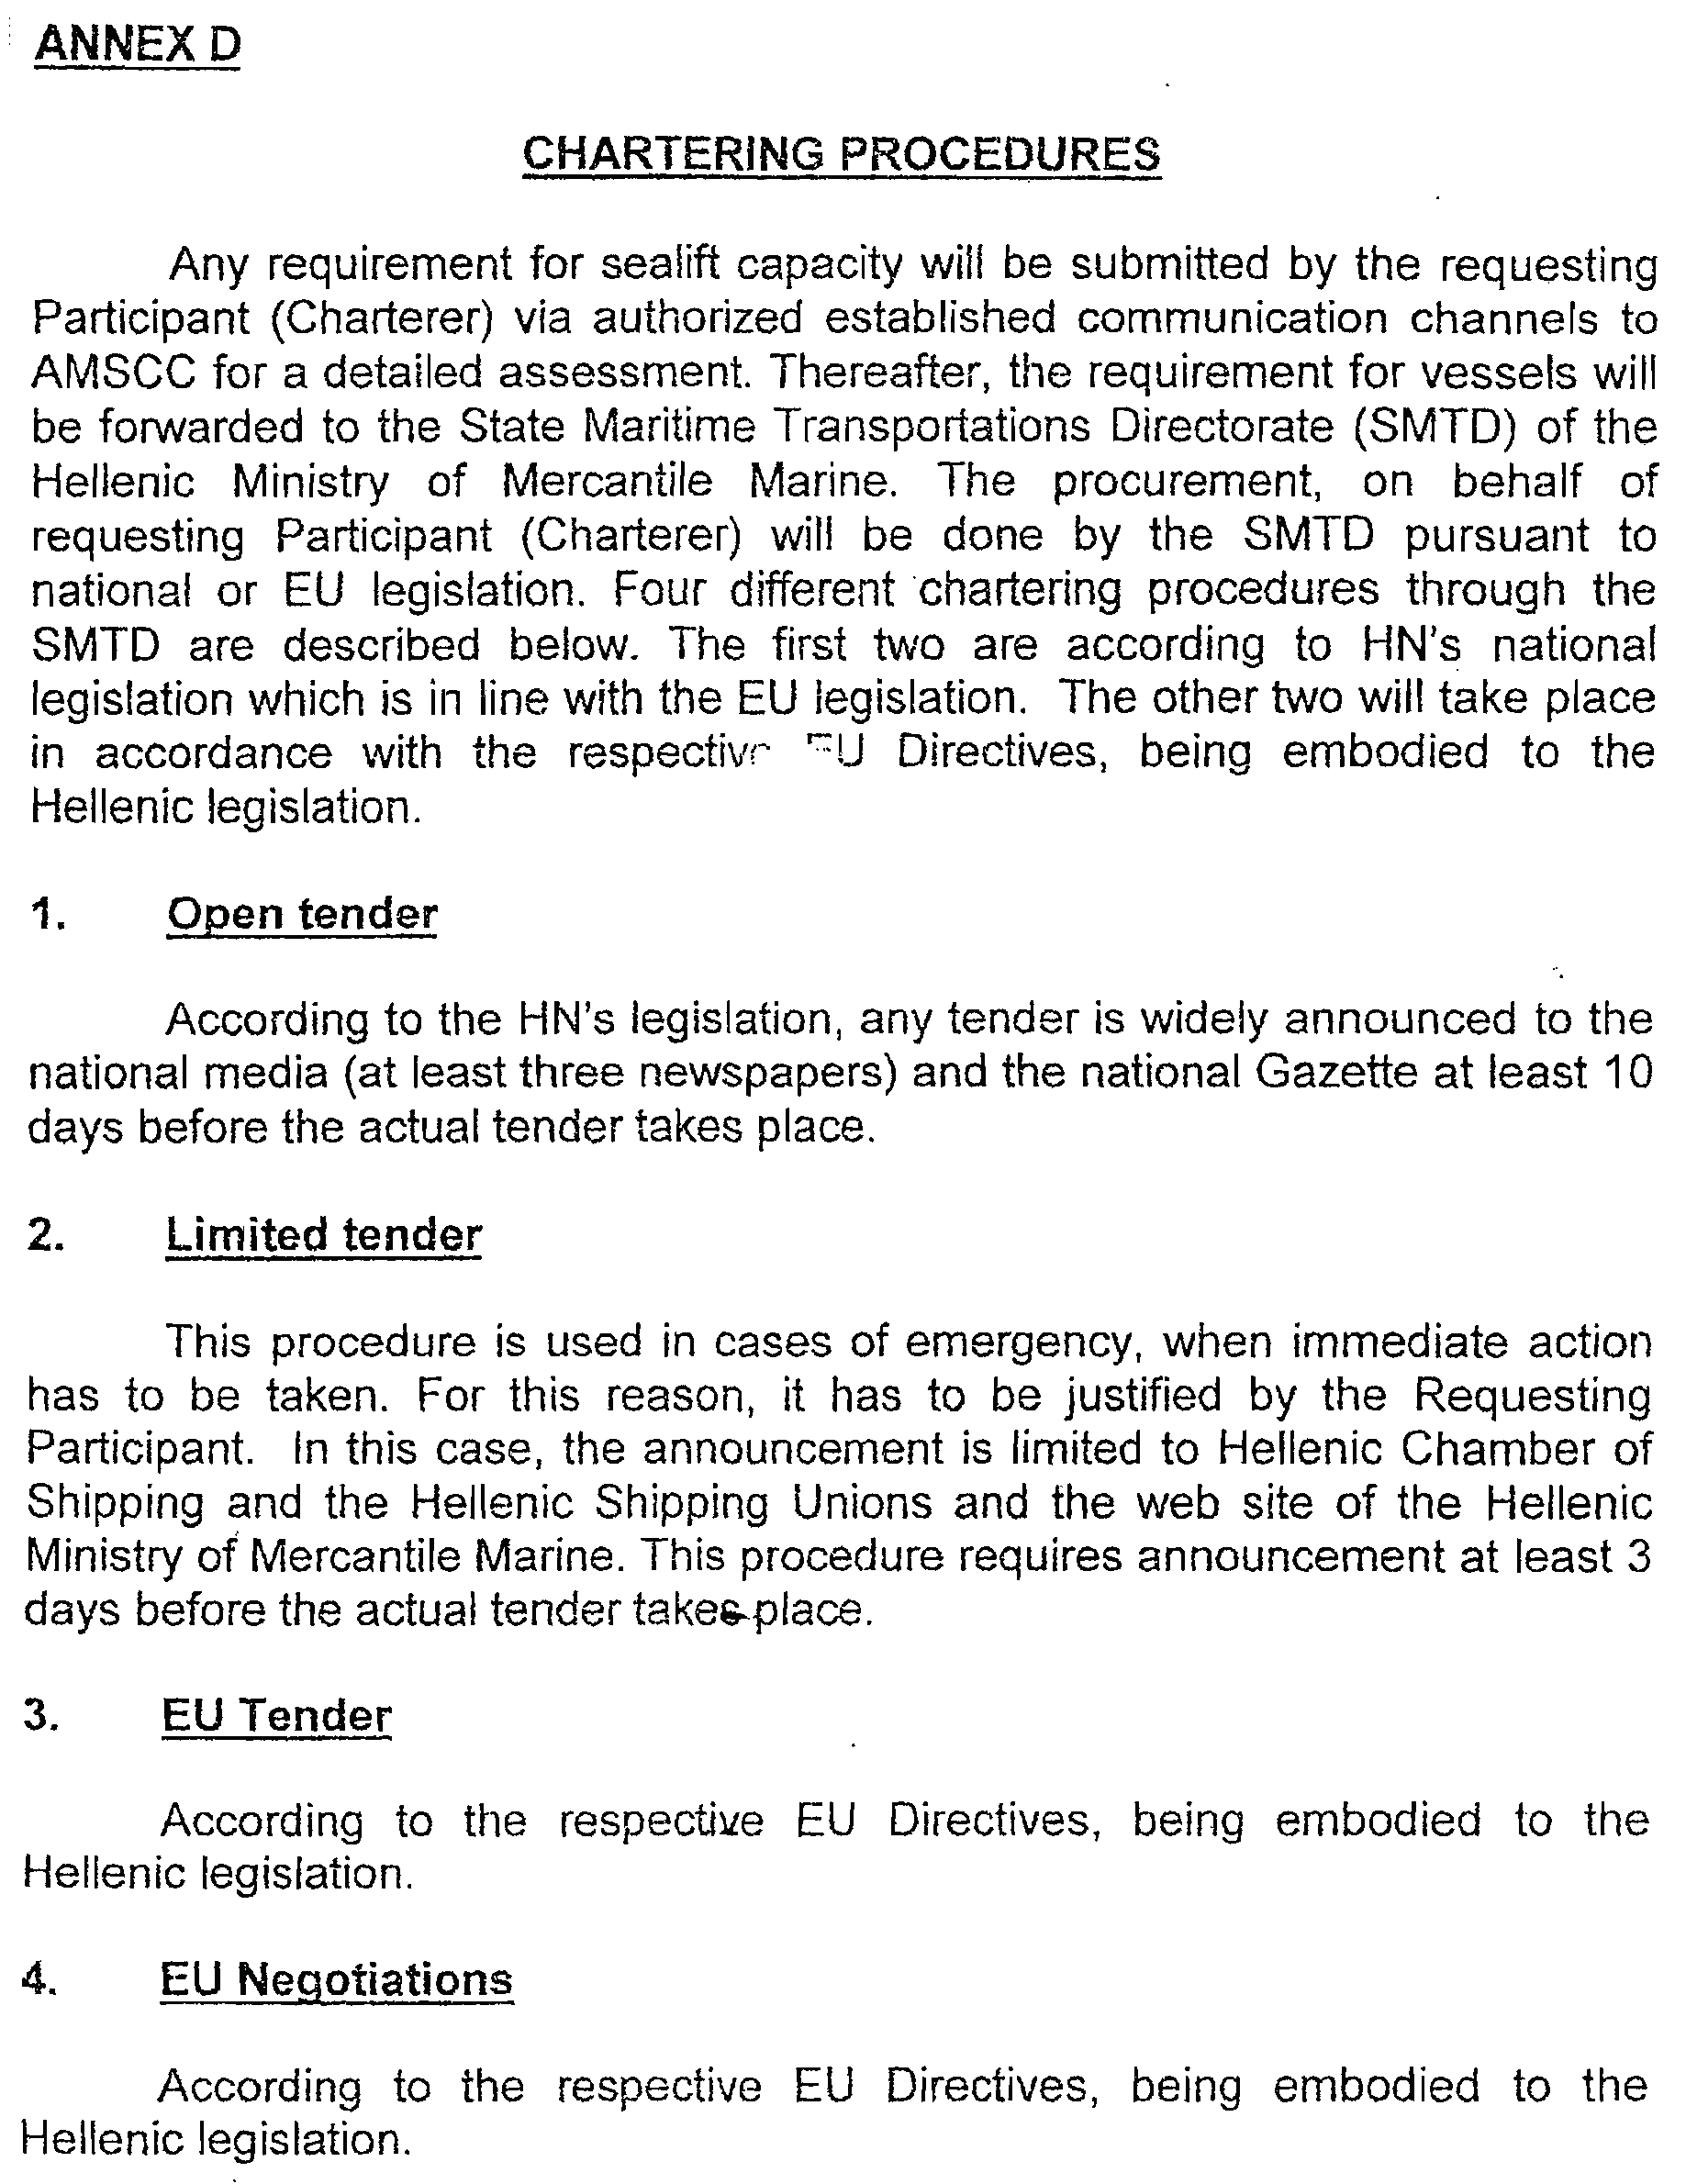 ANNEX D
CHARTERING PROCEDURES
Any requirement for sealift capacity will be submitted by the requesting
Participant (Charterer) via authorized established communication channels to
AMSCC for a detailed assessment. Thereafter, the requirement for vessels will
be forwarded to the State Maritime Transportations Directorate (SMTD) of the
Hellenic Ministry of Mercantile Marine. The procurement, on behalf of
requesting Participant (Charterer) will be done by the SMTD pursuant to
national or EU legislation. Four different chartering procedures through the
SMTD are described below. The first two are according to HN's national
legislation which is in line with the EU legislation. The other two will take place
in accordance with the respective EU Directives, being embodied to the
Hellenic legislation.
1. Open tender
According to the HN's legislation, any tender is widely announced to the
national media (at least three newspapers) and the national Gazette at least 10
days before the actual tender takes place.
2. Limited tender
This procedure is used in cases of emergency, when immediate action
has to be taken. For this reason, it has to be justified by the Requesting
Participant. In this case, the announcement is limited to Hellenic Chamber of
Shipping and the Hellenic Shipping Unions and the web site of the Hellenic
Ministry of Mercantile Marine. This procedure requires announcement at least 3
days before the actual tender takes place.
3. EU Tender
According to the respective EU Directives, being embodied to the
Hellenic legislation.
4. EU Negotiations
According to the respective EU Directives, being embodied to the
Hellenic legislation.